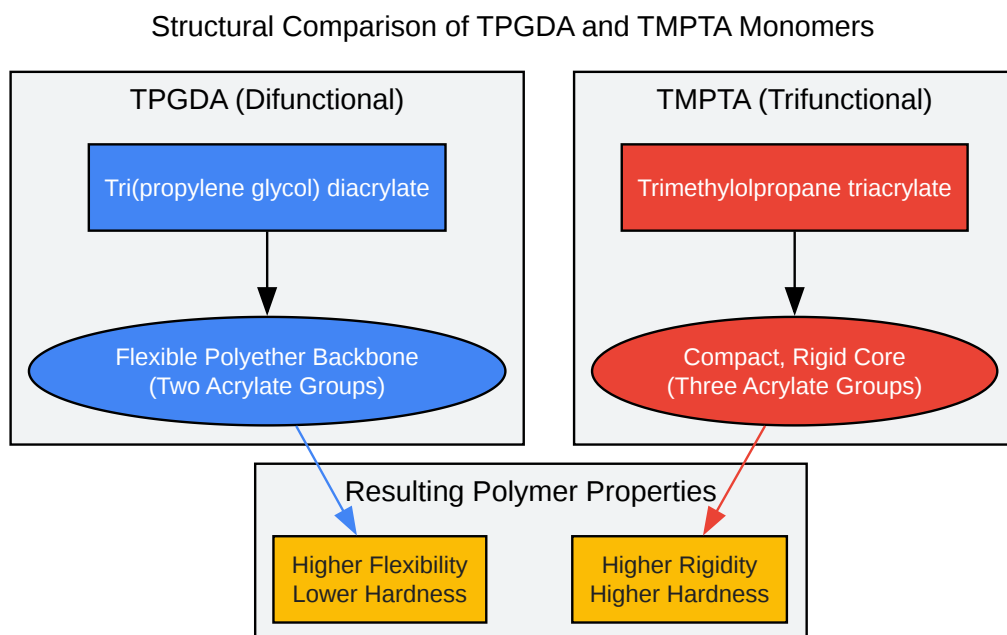 Structural Comparison of TPGDA and TMPTA Monomers
TPGDA (Difunctional)
Tri(propylene glycol) diacrylate
Flexible Polyether Backbone
(Two Acrylate Groups)
TMPTA (Trifunctional)
Trimethylolpropane triacrylate
Compact, Rigid Core
(Three Acrylate Groups)
Resulting Polymer Properties
Higher Flexibility
Lower Hardness
Higher Rigidity
Higher Hardness